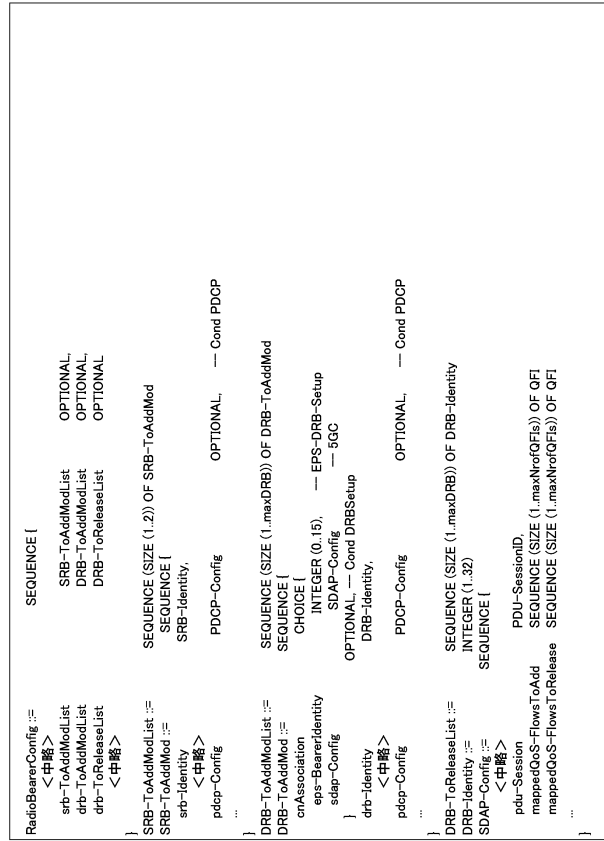 RadioBearerConfig ::= SEQUENCE {
＜中略＞
srb-ToAddModList SRB-ToAddModList OPTIONAL,
drb-ToAddModList DRB-ToAddModList OPTIONAL,
drb-ToReleaseList DRB-ToReleaseList OPTIONAL
＜中略＞
}
SRB-ToAddModList ::= SEQUENCE (SIZE (1..2)) OF SRB-ToAddMod
SRB-ToAddMod ::= SEQUENCE {
srb-Identity SRB-Identity,
＜中略＞
pdcp-Config PDCP-Config OPTIONAL, -- Cond PDCP
...
}
DRB-ToAddModList ::= SEQUENCE (SIZE (1..maxDRB)) OF DRB-ToAddMod
DRB-ToAddMod ::= SEQUENCE {
cnAssociation CHOICE {
eps-BearerIdentity INTEGER (0..15), -- EPS-DRB-Setup
sdap-Config SDAP-Config -- 5GC
} OPTIONAL, -- Cond DRBSetup
drb-Identity DRB-Identity,
＜中略＞
pdcp-Config PDCP-Config OPTIONAL, -- Cond PDCP
...
}
DRB-ToReleaseList ::= SEQUENCE (SIZE (1..maxDRB)) OF DRB-Identity
DRB-Identity ::= INTEGER (1..32)
SDAP-Config ::= SEQUENCE {
＜中略＞
pdu-Session PDU-SessionID,
mappedQoS-FlowsToAdd SEQUENCE (SIZE (1..maxNrofQFIs)) OF QFI
mappedQoS-FlowsToRelease SEQUENCE (SIZE (1..maxNrofQFIs)) OF QFI
...
}